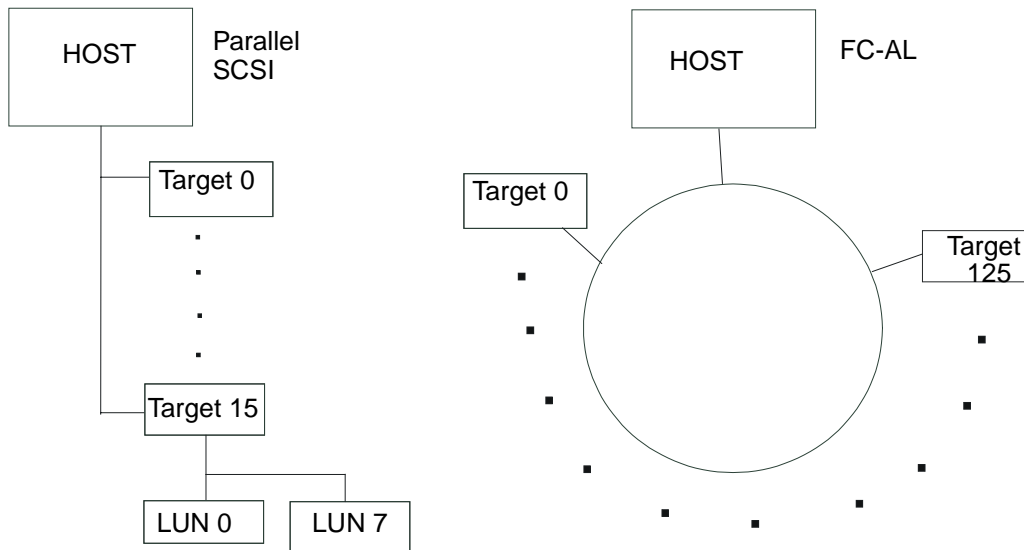 HOST
Parallel
SCSI
Target 0
Target 15
LUN 0
LUN 7
HOST
FC-AL
Target 0
Target
125